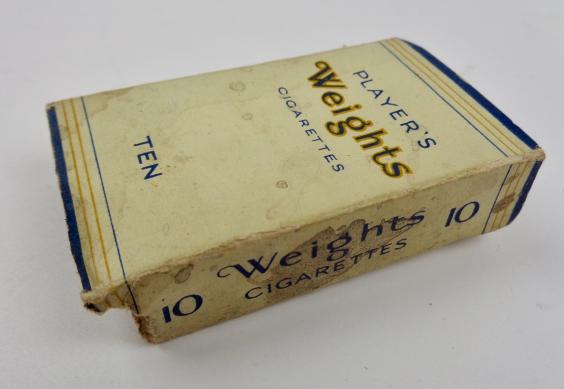 PLAYER'S
Weights
CIGARETTES
TEN
10 Weights 10
CIGARETTES